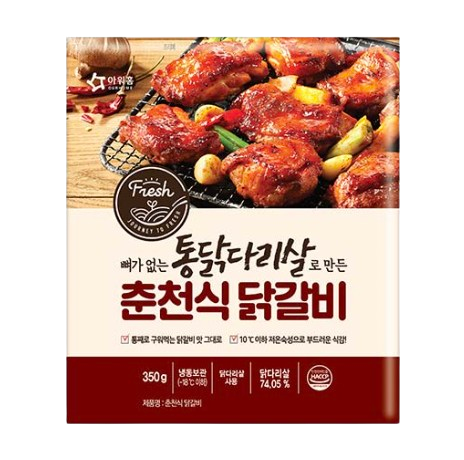 아워홈
OURHOME
Fresh
JOURNEY TO FRESH
뼈가 없는 통닭다리살로 만든
춘천식 닭갈비
통째로 구워먹는 닭갈비 맛 그대로 10℃ 이하 저온숙성으로 부드러운 식감!
350g
냉동보관
(-18℃ 이하)
닭다리살
사용
닭다리살
74.05 %
HACCP
제품명 : 춘천식 닭갈비